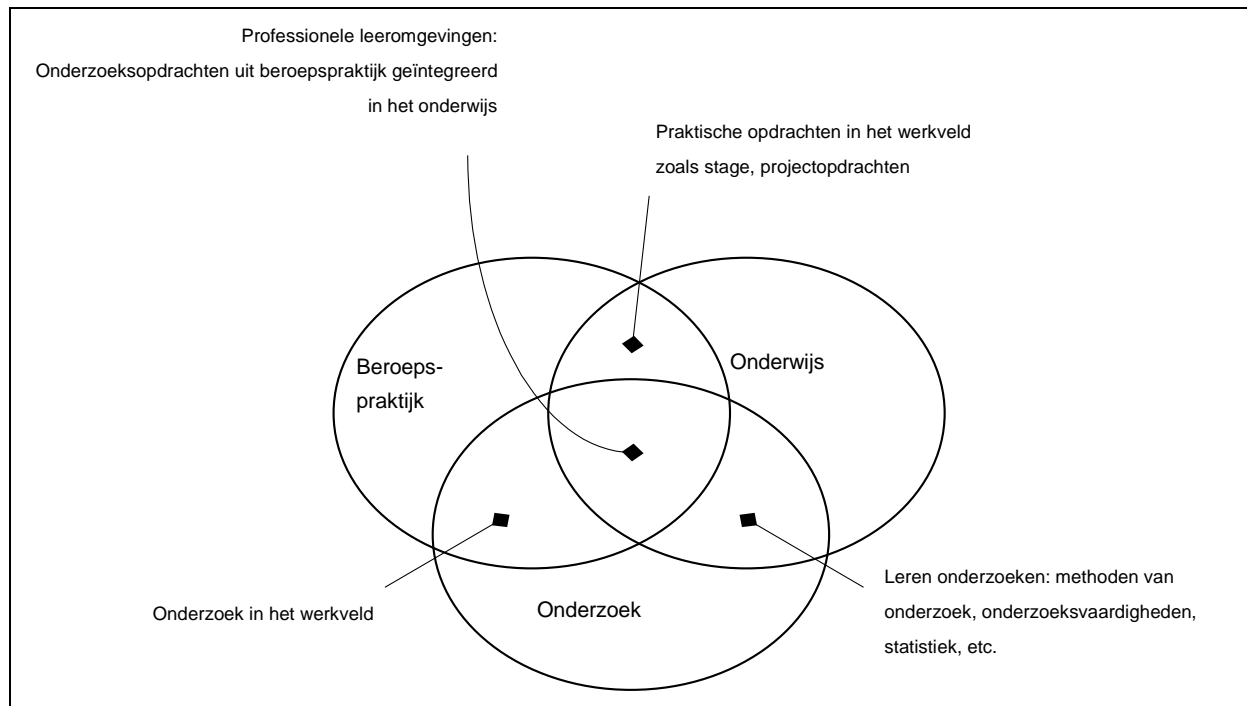 Professionele leeromgevingen:
Onderzoeksopdrachten uit beroepspraktijk geïntegreerd
in het onderwijs
Praktische opdrachten in het werkveld
zoals stage, projectopdrachten
Beroeps-
praktijk
Onderwijs
Onderzoek in het werkveld
Onderzoek
Leren onderzoeken: methoden van
onderzoek, onderzoeksvaardigheden,
statistiek, etc.